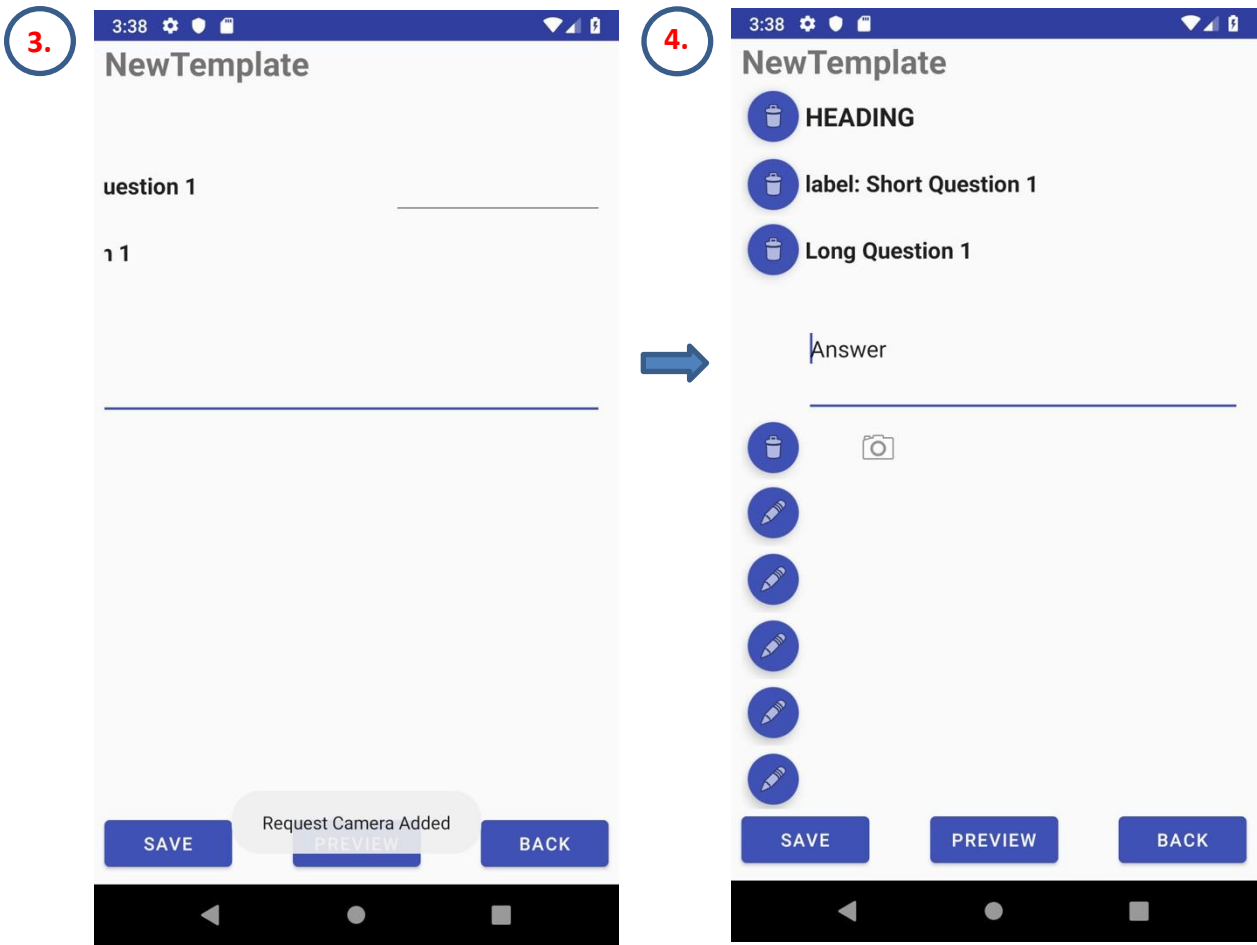 3.
3:38
NewTemplate
uestion 1
n 1
Request Camera Added
SAVE
PREVIEW
BACK
4.
3:38
NewTemplate
HEADING
label: Short Question 1
Long Question 1
Answer
SAVE
PREVIEW
BACK